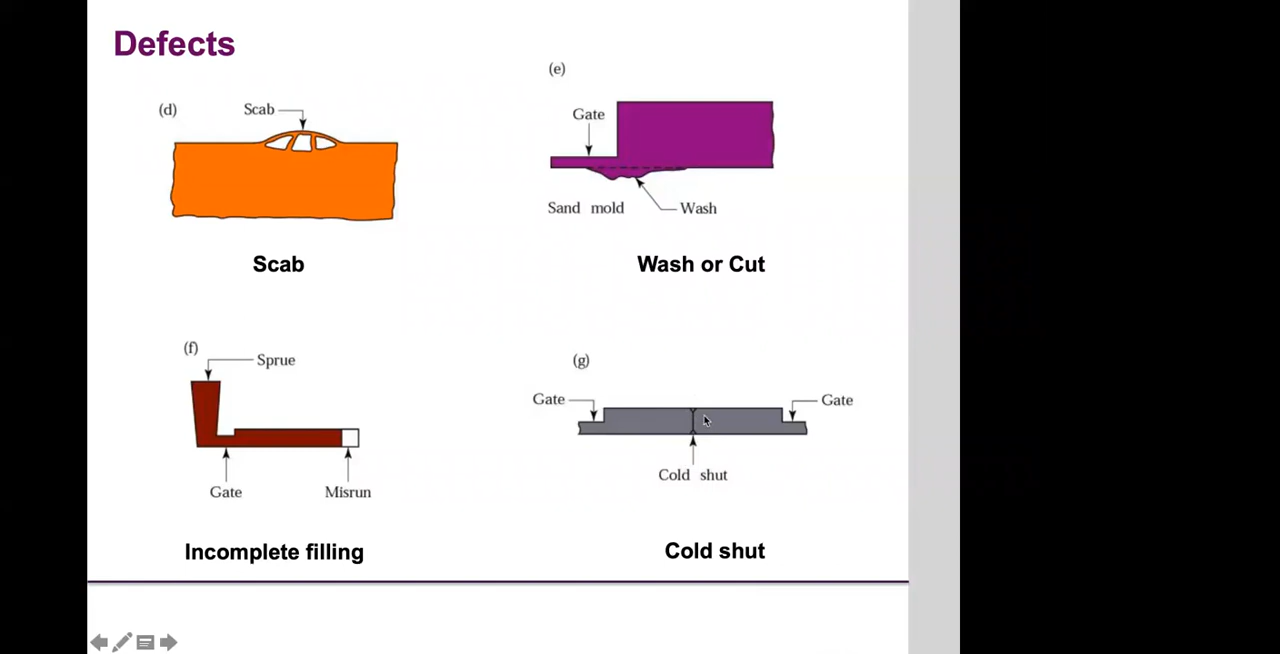 Defects
(d)
Scab
Scab
(e)
Gate
Sand mold
Wash
Wash or Cut
(f)
Sprue
Gate
Misrun
Incomplete filling
(g)
Gate
Gate
Cold shut
Cold shut